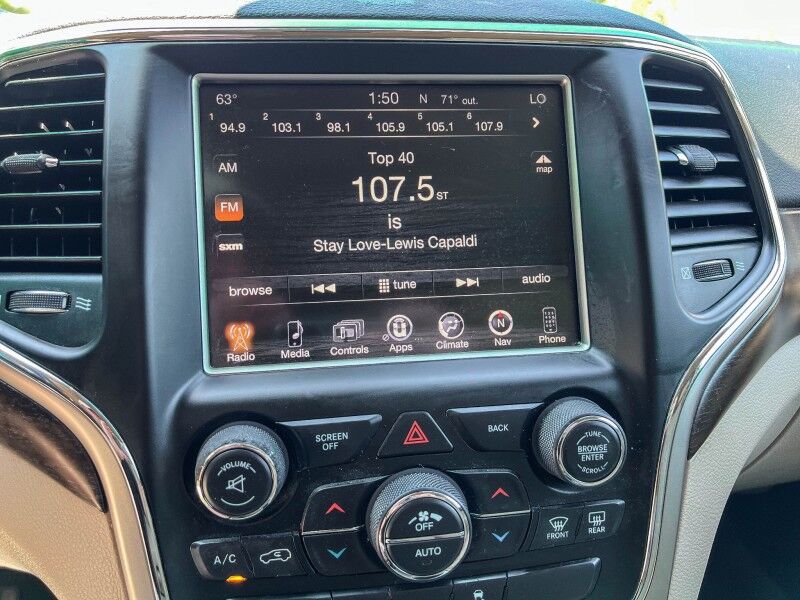 63° 1:50 N 71° out. LO
1 94.9 2 103.1 3 98.1 4 105.9 5 105.1 6 107.9
AM Top 40 map
FM 107.5 ST
is
sxm Stay Love-Lewis Capaldi
browse tune audio
Radio Media Controls Apps Climate N Nav Phone
SCREEN OFF BACK
VOLUME
TUNE
BROWSE
ENTER
SCROLL
OFF
AUTO
A/C FRONT REAR